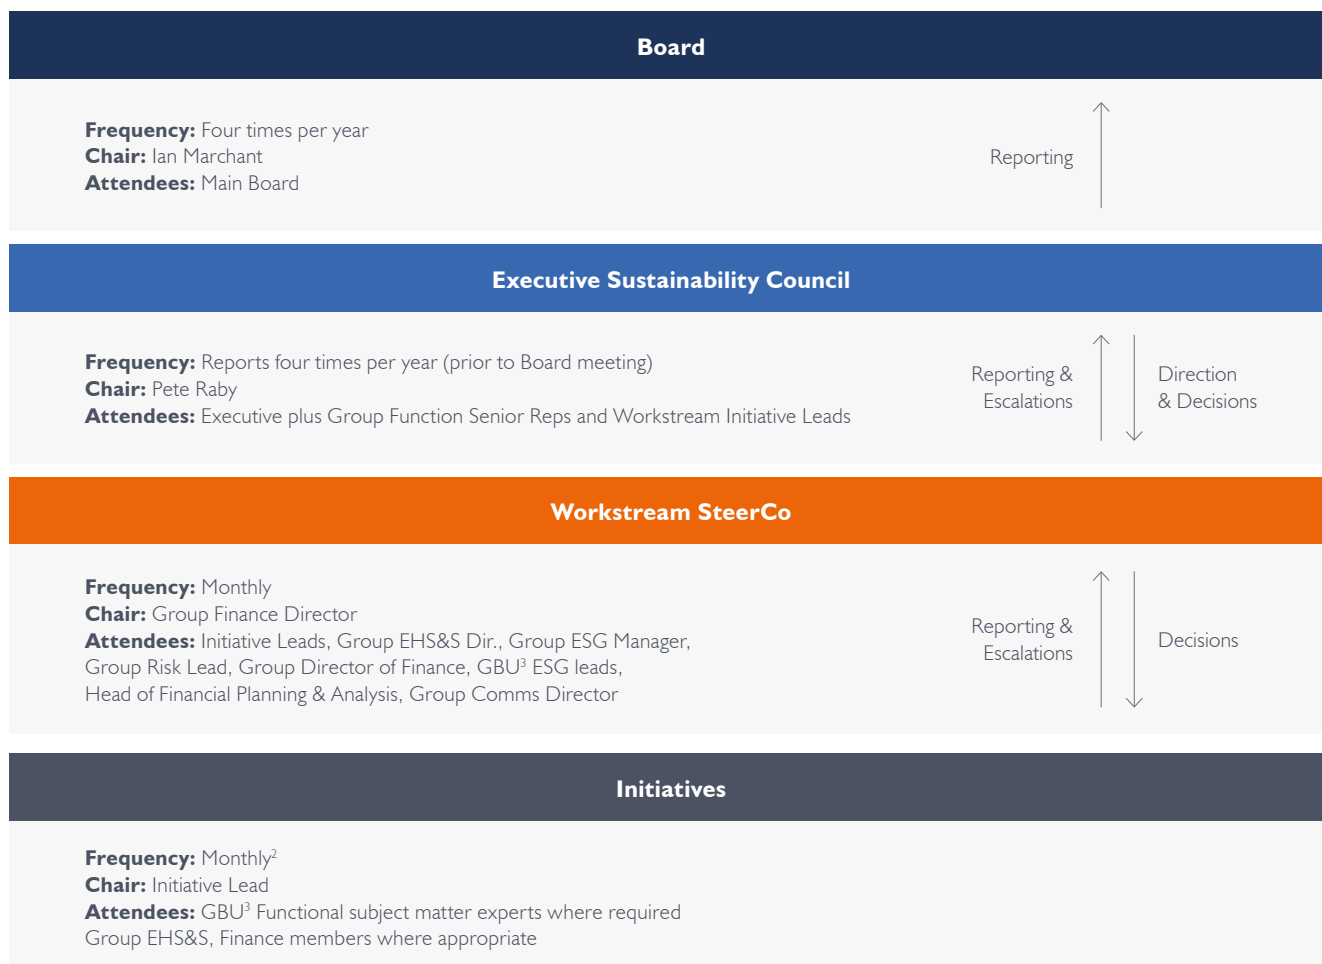 Board
Frequency: Four times per year
Chair: Ian Marchant
Attendees: Main Board
Reporting
Executive Sustainability Council
Frequency: Reports four times per year (prior to Board meeting)
Chair: Pete Raby
Attendees: Executive plus Group Function Senior Reps and Workstream Initiative Leads
Reporting &
Escalations
Direction
& Decisions
Workstream SteerCo
Frequency: Monthly
Chair: Group Finance Director
Attendees: Initiative Leads, Group EHS&S Dir., Group ESG Manager,
Group Risk Lead, Group Director of Finance, GBU³ ESG leads,
Head of Financial Planning & Analysis, Group Comms Director
Reporting &
Escalations
Decisions
Initiatives
Frequency: Monthly²
Chair: Initiative Lead
Attendees: GBU³ Functional subject matter experts where required
Group EHS&S, Finance members where appropriate